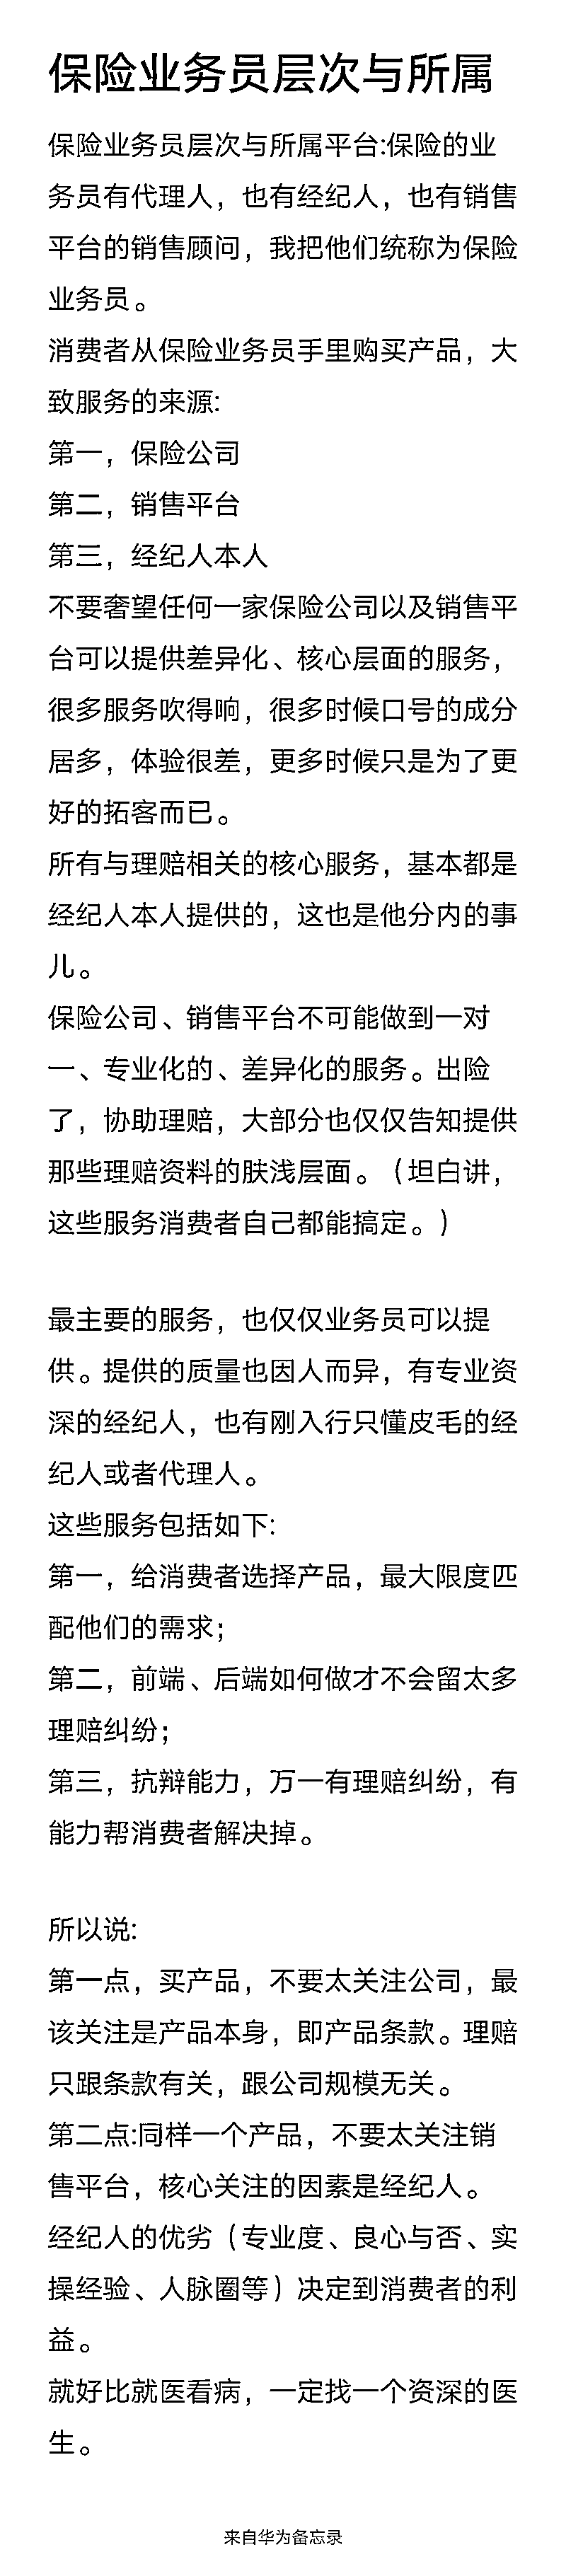 保险业务员层次与所属
保险业务员层次与所属平台:保险的业
务员有代理人，也有经纪人，也有销售
平台的销售顾问，我把他们统称为保险
业务员。
消费者从保险业务员手里购买产品，大
致服务的来源:
第一，保险公司
第二，销售平台
第三，经纪人本人
不要奢望任何一家保险公司以及销售平
台可以提供差异化、核心层面的服务，
很多服务吹得响，很多时候口号的成分
居多，体验很差，更多时候只是为了更
好的拓客而已。
所有与理赔相关的核心服务，基本都是
经纪人本人提供的，这也是他分内的事
儿。
保险公司、销售平台不可能做到一对
一、专业化的、差异化的服务。出险
了，协助理赔，大部分也仅仅告知提供
那些理赔资料的肤浅层面。（坦白讲，
这些服务消费者自己都能搞定。）
最主要的服务，也仅仅业务员可以提
供。提供的质量也因人而异，有专业资
深的经纪人，也有刚入行只懂皮毛的经
纪人或者代理人。
这些服务包括如下:
第一，给消费者选择产品，最大限度匹
配他们的需求；
第二，前端、后端如何做才不会留太多
理赔纠纷；
第三，抗辩能力，万一有理赔纠纷，有
能力帮消费者解决掉。
所以说:
第一点，买产品，不要太关注公司，最
该关注是产品本身，即产品条款。理赔
只跟条款有关，跟公司规模无关。
第二点:同样一个产品，不要太关注销
售平台，核心关注的因素是经纪人。
经纪人的优劣（专业度、良心与否、实
操经验、人脉圈等）决定到消费者的利
益。
就好比就医看病，一定找一个资深的医
生。
来自华为备忘录